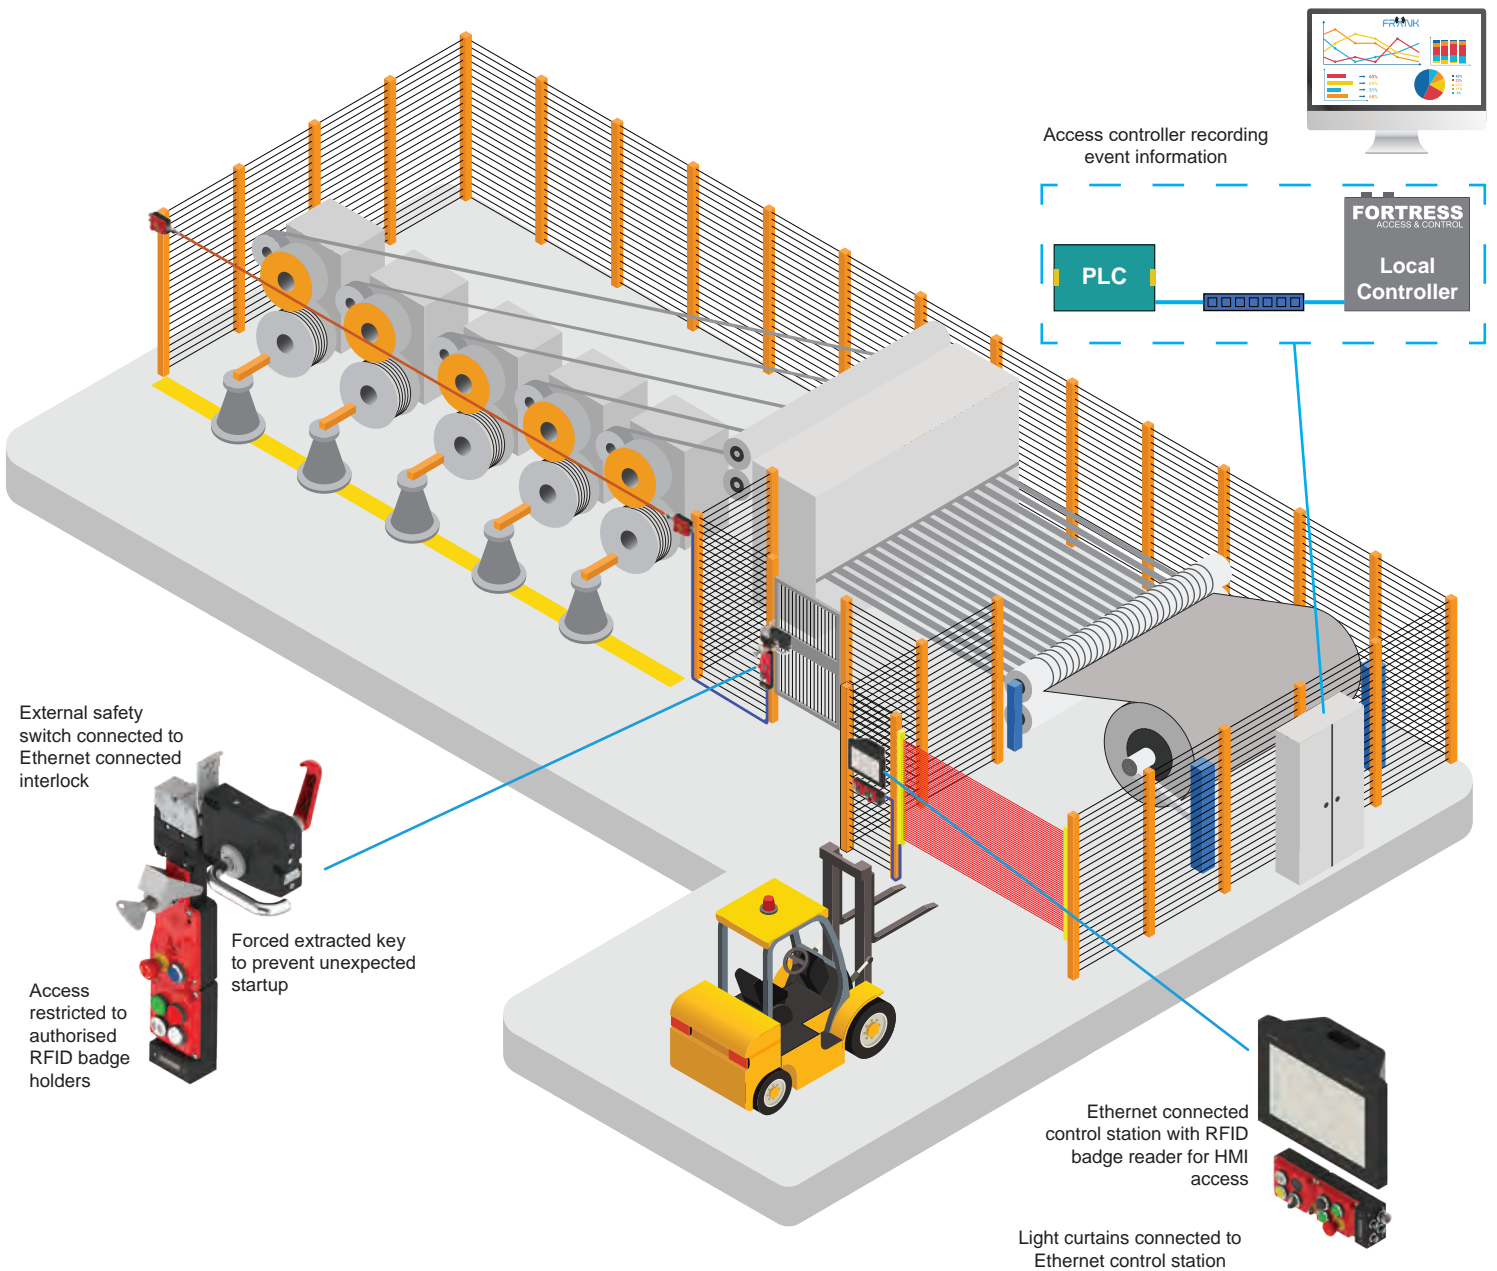 FRANK
Access controller recording
event information
FORTRESS
ACCESS & CONTROL
PLC
Local
Controller
External safety
switch connected to
Ethernet connected
interlock
Forced extracted key
to prevent unexpected
startup
Access
restricted to
authorised
RFID badge
holders
Ethernet connected
control station with RFID
badge reader for HMI
access
Light curtains connected to
Ethernet control station